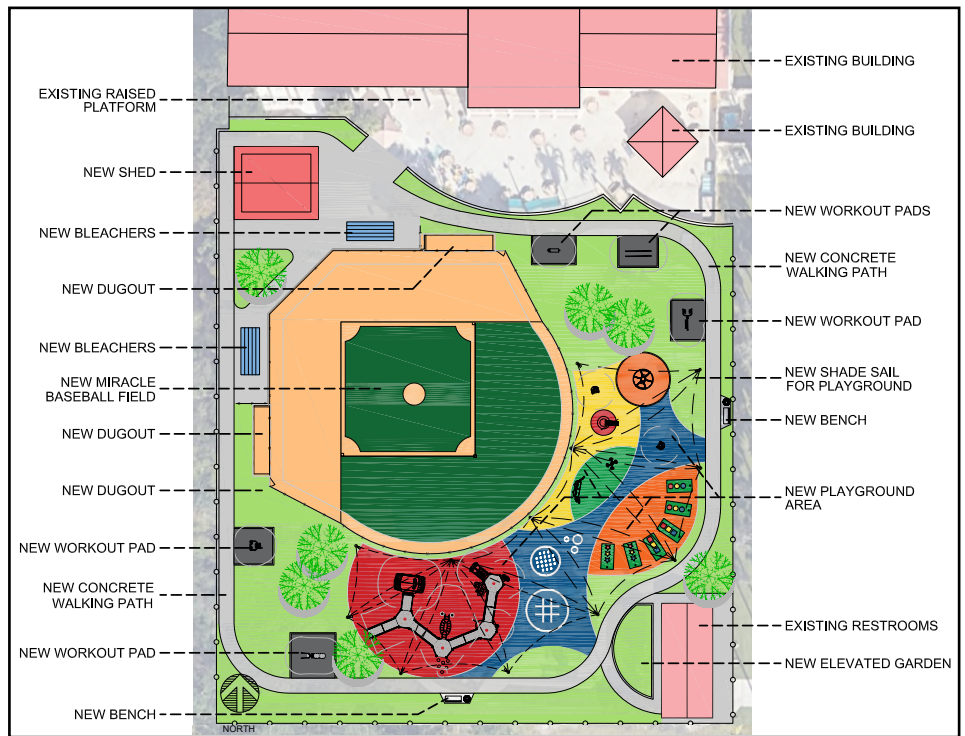 EXISTING RAISED
PLATFORM
NEW SHED
NEW BLEACHERS
NEW DUGOUT
NEW BLEACHERS
NEW MIRACLE
BASEBALL FIELD
NEW DUGOUT
NEW DUGOUT
NEW WORKOUT PAD
NEW CONCRETE
WALKING PATH
NEW WORKOUT PAD
NEW BENCH
NORTH
EXISTING BUILDING
EXISTING BUILDING
NEW WORKOUT PADS
NEW CONCRETE
WALKING PATH
NEW WORKOUT PAD
NEW SHADE SAIL
FOR PLAYGROUND
NEW BENCH
NEW PLAYGROUND
AREA
EXISTING RESTROOMS
NEW ELEVATED GARDEN